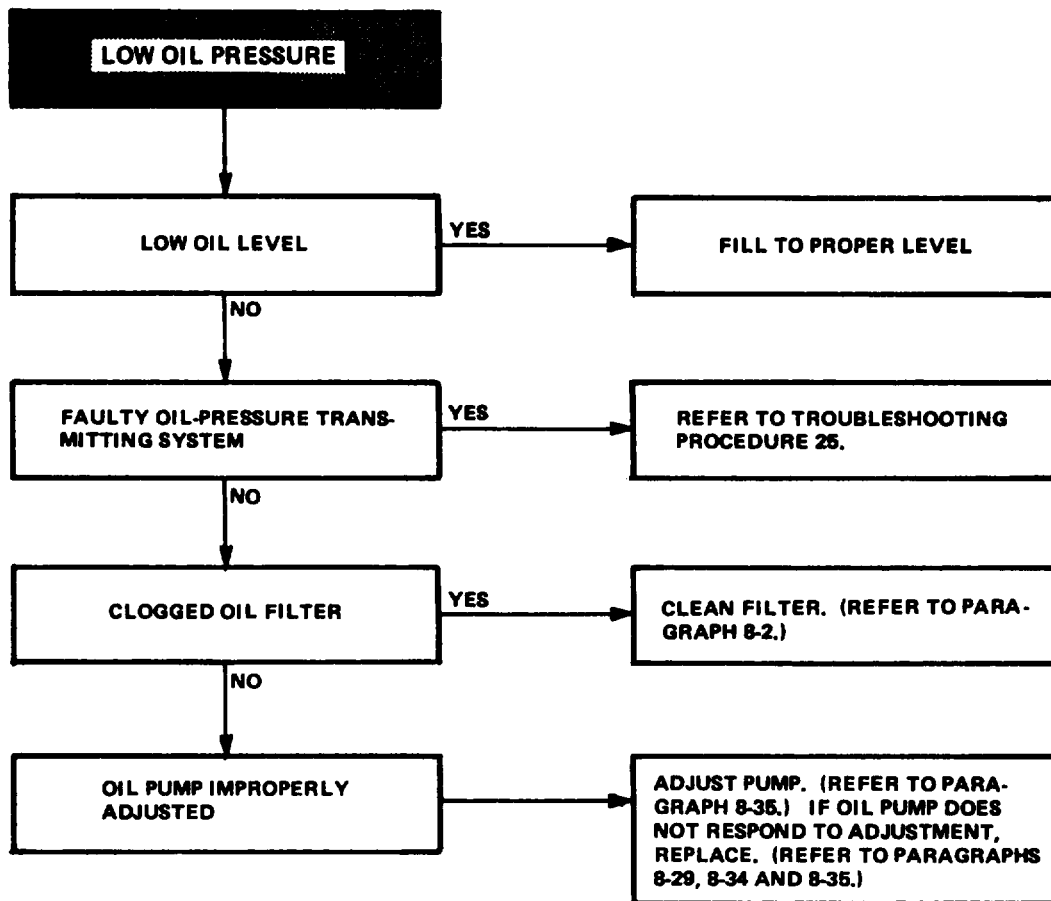 LOW OIL PRESSURE
LOW OIL LEVEL
YES
FILL TO PROPER LEVEL
NO
FAULTY OIL-PRESSURE TRANS-
MITTING SYSTEM
YES
REFER TO TROUBLESHOOTING
PROCEDURE 25.
NO
CLOGGED OIL FILTER
YES
CLEAN FILTER. (REFER TO PARA-
GRAPH 8-2.)
NO
OIL PUMP IMPROPERLY
ADJUSTED
ADJUST PUMP. (REFER TO PARA-
GRAPH 8-35.) IF OIL PUMP DOES
NOT RESPOND TO ADJUSTMENT,
REPLACE. (REFER TO PARAGRAPHS
8-29, 8-34 AND 8-35.)